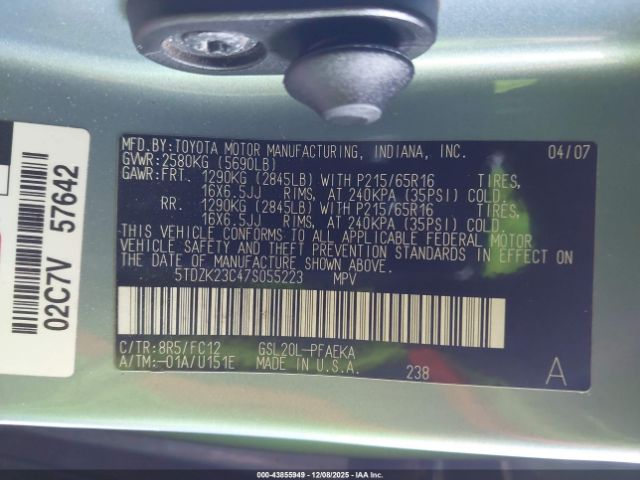 MFD.BY: TOYOTA MOTOR MANUFACTURING, INDIANA, INC. 04/07
GVWR: 2580KG (5690LB)
GAWR: FRT. 1290KG (2845LB) WITH P215/65R16 TIRES,
16X6.5JJ RIMS, AT 240KPA (35PSI) COLD.
RR. 1290KG (2845LB) WITH P215/65R16 TIRES,
16X6.5JJ RIMS, AT 240KPA (35PSI) COLD.
THIS VEHICLE CONFORMS TO ALL APPLICABLE FEDERAL MOTOR
VEHICLE SAFETY AND THEFT PREVENTION STANDARDS IN EFFECT ON
THE DATE OF MANUFACTURE SHOWN ABOVE.
5TDZK23C47S055223 MPV
C/TR: 8R5/FC12 GSL20L-PFAEKA
A/TM: -01A/U151E MADE IN U.S.A. 238 A
02C7V 57642
000-43855949 - 12/08/2025 - IAAI.com